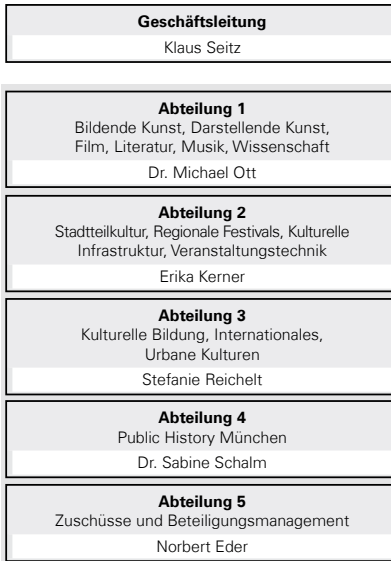 Geschäftsleitung
Klaus Seitz
Abteilung 1
Bildende Kunst, Darstellende Kunst,
Film, Literatur, Musik, Wissenschaft
Dr. Michael Ott
Abteilung 2
Stadtteilkultur, Regionale Festivals, Kulturelle
Infrastruktur, Veranstaltungstechnik
Erika Kerner
Abteilung 3
Kulturelle Bildung, Internationales,
Urbane Kulturen
Stefanie Reichelt
Abteilung 4
Public History München
Dr. Sabine Schalm
Abteilung 5
Zuschüsse und Beteiligungsmanagement
Norbert Eder